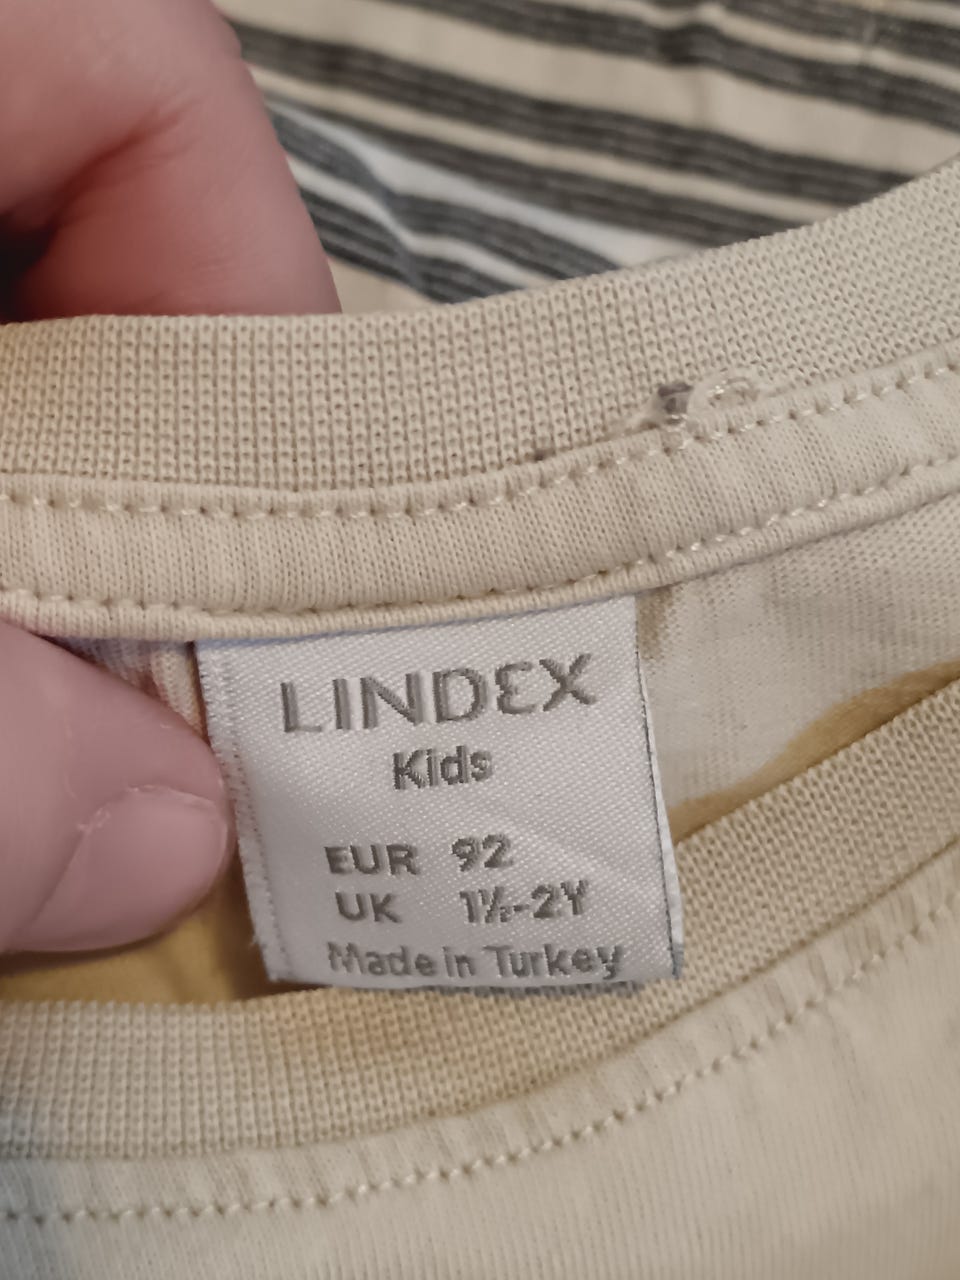 LINDEX
Kids
EUR 92
UK 1½-2Y
Made in Turkey